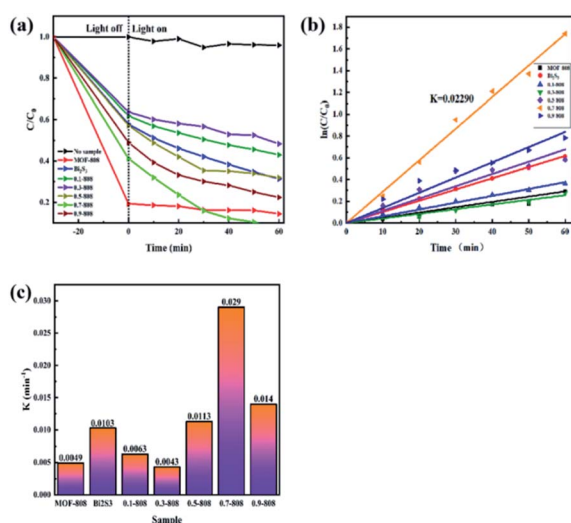 (a)
Light off
Light on
1.0
0.8
0.6
0.4
0.2
C/C₀
No sample
MOF-808
Bi₂S₃
0.1-808
0.3-808
0.5-808
0.7-808
0.9-808
-20
0
20
40
60
Time (min)
(b)
1.8
1.6
1.4
1.2
1.0
0.8
0.6
0.4
0.2
0.0
ln(C/C₀)
K=0.02290
MOF 808
Bi₂S₃
0.1-808
0.3-808
0.5 808
0.7 808
0.9 808
0
10
20
30
40
50
60
Time (min)
(c)
0.030
0.025
0.020
0.015
0.010
0.005
0.000
K (min⁻¹)
0.0049
0.0103
0.0063
0.0043
0.0113
0.029
0.014
MOF-808
Bi2S3
0.1-808
0.3-808
0.5-808
0.7-808
0.9-808
Sample